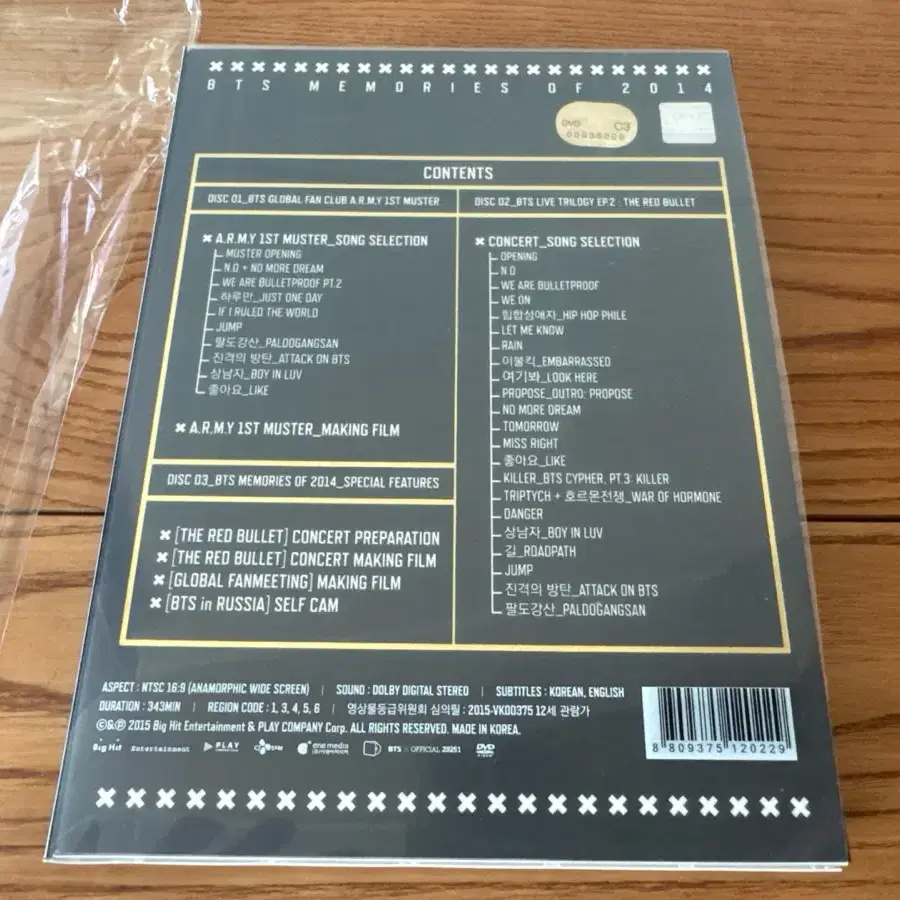 BTS MEMORIES OF 2014
DVD 03
CONTENTS
DISC 01_BTS GLOBAL FAN CLUB A.R.M.Y 1ST MUSTER
A.R.M.Y 1ST MUSTER_SONG SELECTION
MUSTER OPENING
N.O + NO MORE DREAM
WE ARE BULLETPROOF PT.2
하루만_JUST ONE DAY
IF I RULED THE WORLD
JUMP
팔도강산_PALDOGANGSAN
진격의 방탄_ATTACK ON BTS
상남자_BOY IN LUV
좋아요_LIKE
A.R.M.Y 1ST MUSTER_MAKING FILM
DISC 03_BTS MEMORIES OF 2014_SPECIAL FEATURES
[THE RED BULLET] CONCERT PREPARATION
[THE RED BULLET] CONCERT MAKING FILM
[GLOBAL FANMEETING] MAKING FILM
[BTS in RUSSIA] SELF CAM
DISC 02_BTS LIVE TRILOGY EP.2 : THE RED BULLET
CONCERT_SONG SELECTION
OPENING
N.O
WE ARE BULLETPROOF
WE ON
힙합성애자_HIP HOP PHILE
LET ME KNOW
RAIN
이불킥_EMBARRASSED
여기봐_LOOK HERE
PROPOSE_OUTRO: PROPOSE
NO MORE DREAM
TOMORROW
MISS RIGHT
좋아요_LIKE
KILLER_BTS CYPHER, PT.3: KILLER
TRIPTYCH + 호르몬전쟁_WAR OF HORMONE
DANGER
상남자_BOY IN LUV
길_ROADPATH
JUMP
진격의 방탄_ATTACK ON BTS
팔도강산_PALDOGANGSAN
ASPECT : NTSC 16:9 (ANAMORPHIC WIDE SCREEN) | SOUND : DOLBY DIGITAL STEREO | SUBTITLES : KOREAN, ENGLISH
DURATION : 343MIN | REGION CODE : 1, 3, 4, 5, 6 | 영상물등급위원회 심의필 : 2015-VK00375 12세 관람가
©&℗ 2015 Big Hit Entertainment & PLAY COMPANY Corp. ALL RIGHTS RESERVED. MADE IN KOREA.
Big Hit Entertainment PLAY CJ E&M ene media BTS × OFFICIAL DVD
8 809375 120229